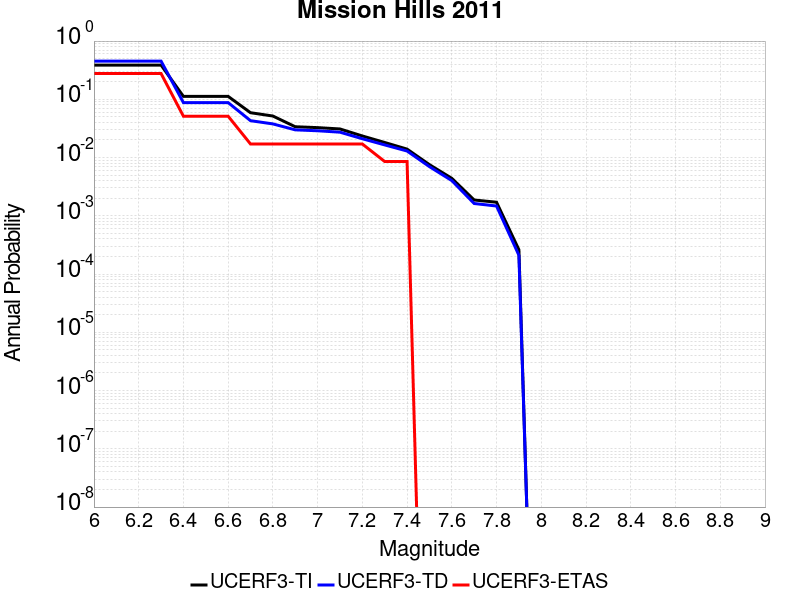 Mission Hills 2011
Annual Probability
10^0
10^-1
10^-2
10^-3
10^-4
10^-5
10^-6
10^-7
10^-8
6 6.2 6.4 6.6 6.8 7 7.2 7.4 7.6 7.8 8 8.2 8.4 8.6 8.8 9
Magnitude
UCERF3-TI UCERF3-TD UCERF3-ETAS